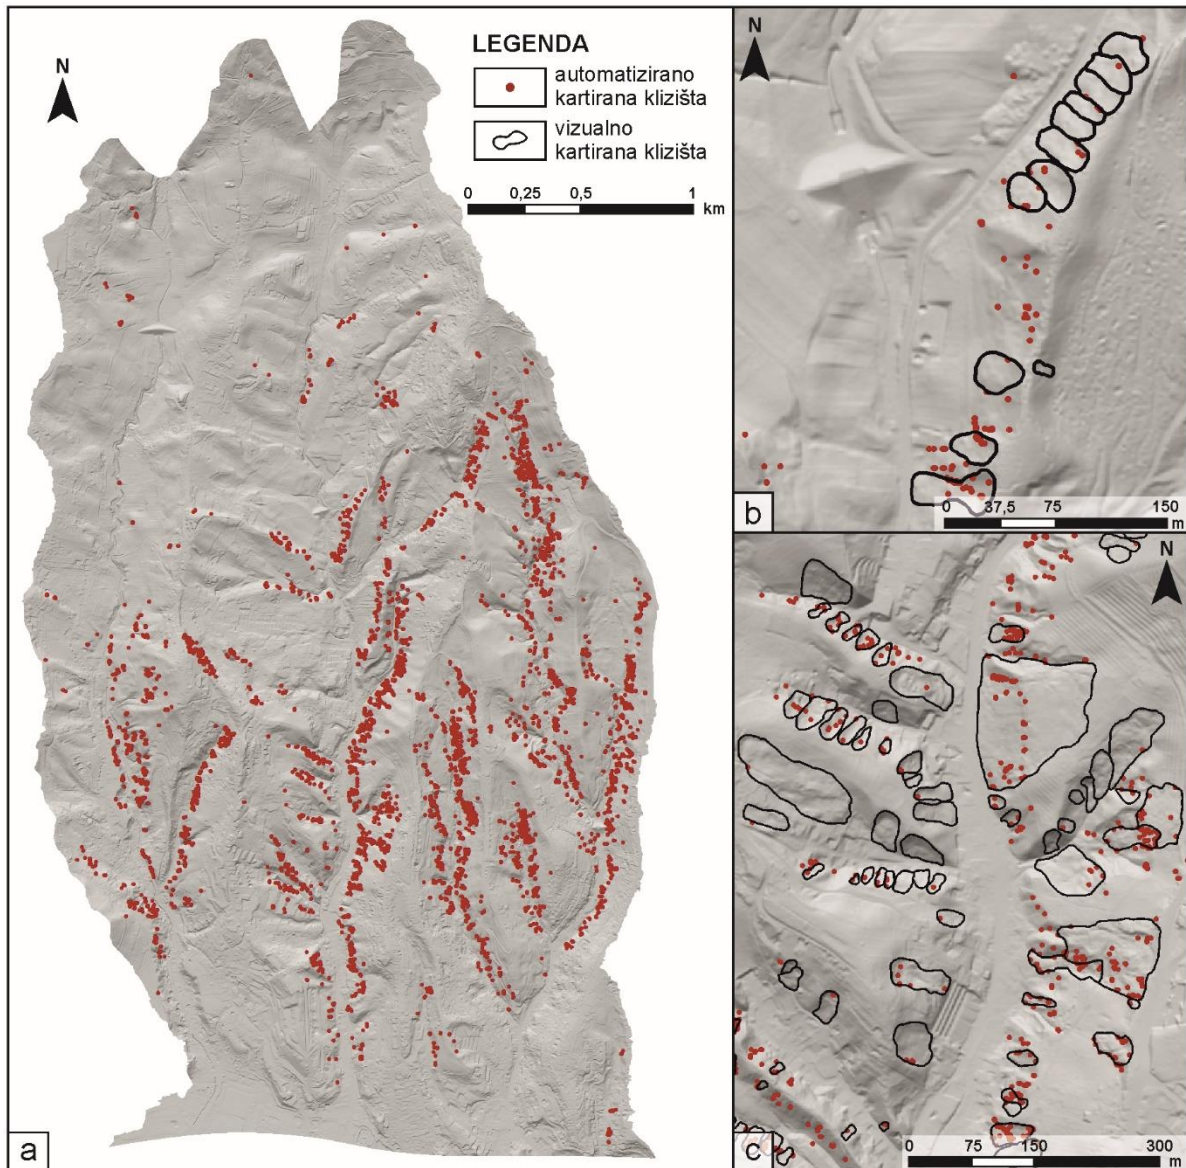 N
LEGENDA
automatizirano
kartirana klizišta
vizualno
kartirana klizišta
0 0,25 0,5 1
km
a
N
b
0 37,5 75 150
m
N
c
0 75 150 300
m